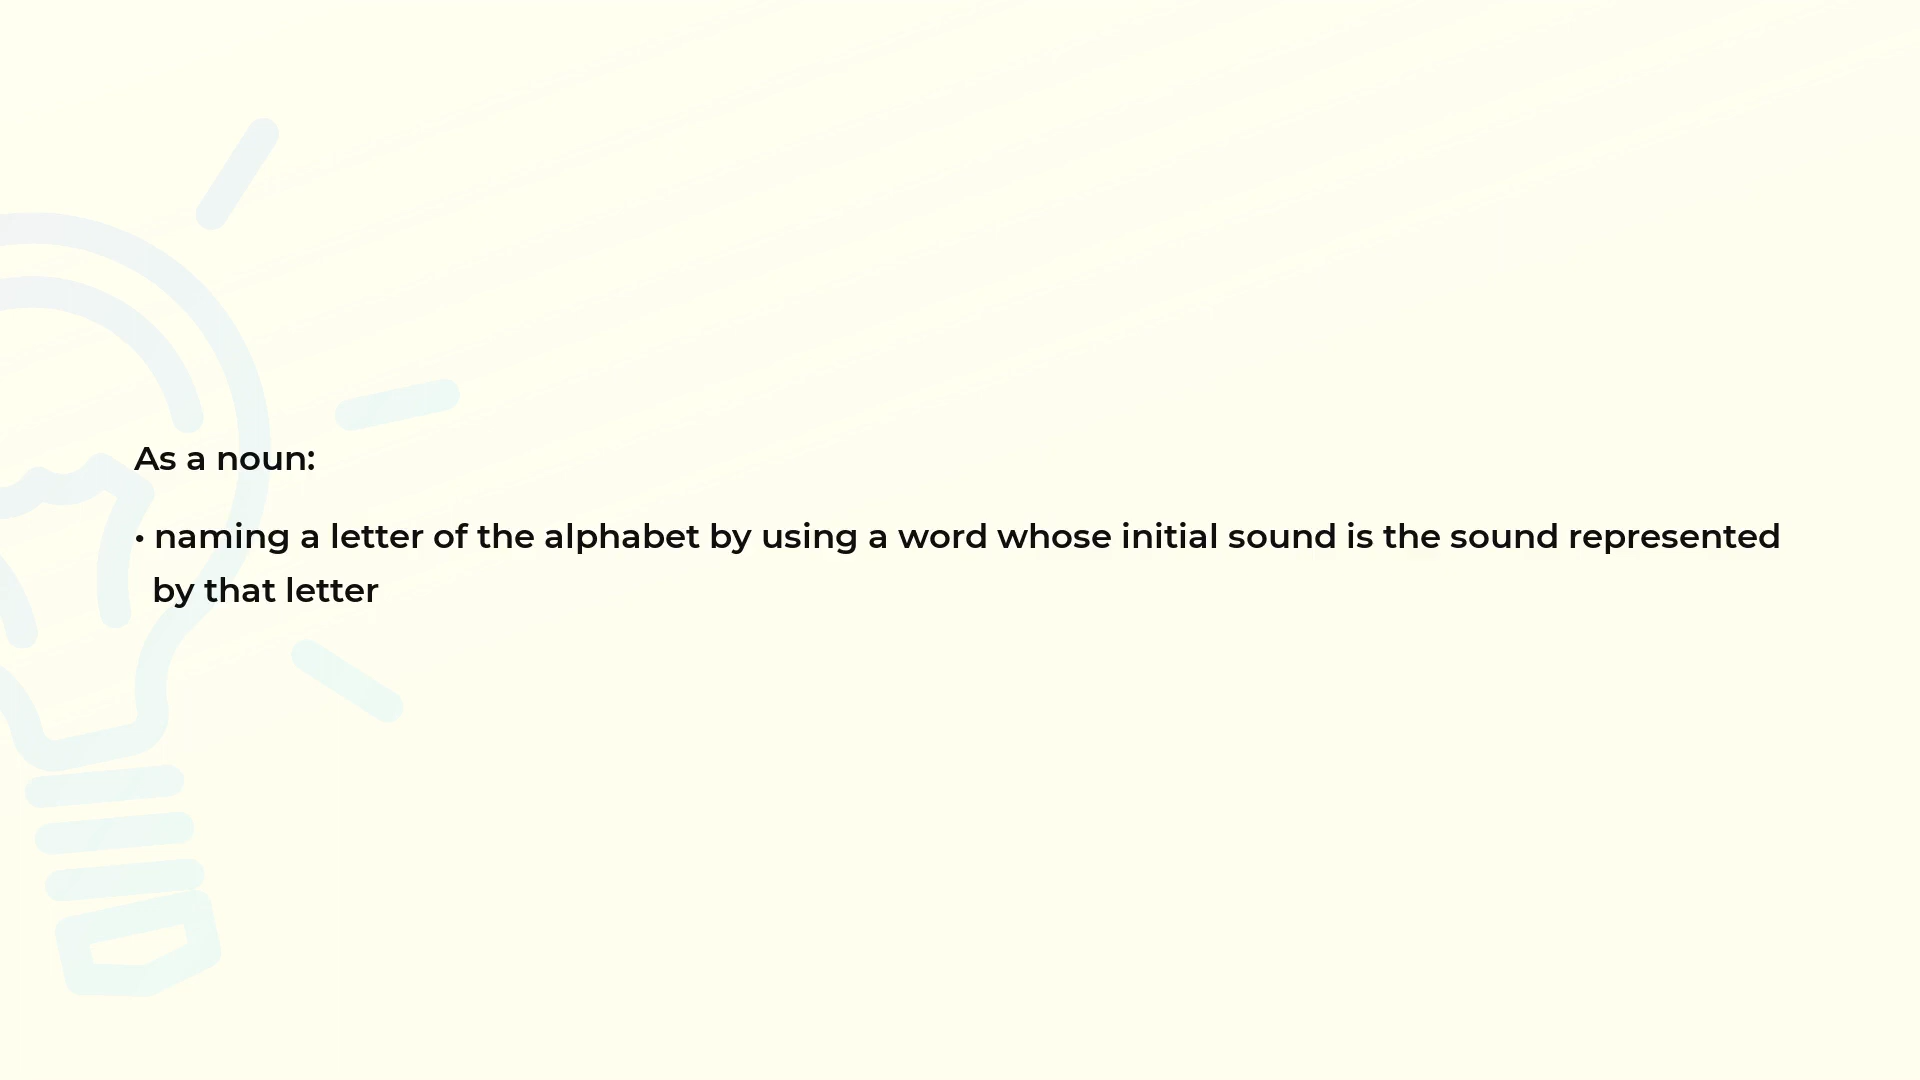 As a noun:
• naming a letter of the alphabet by using a word whose initial sound is the sound represented
by that letter